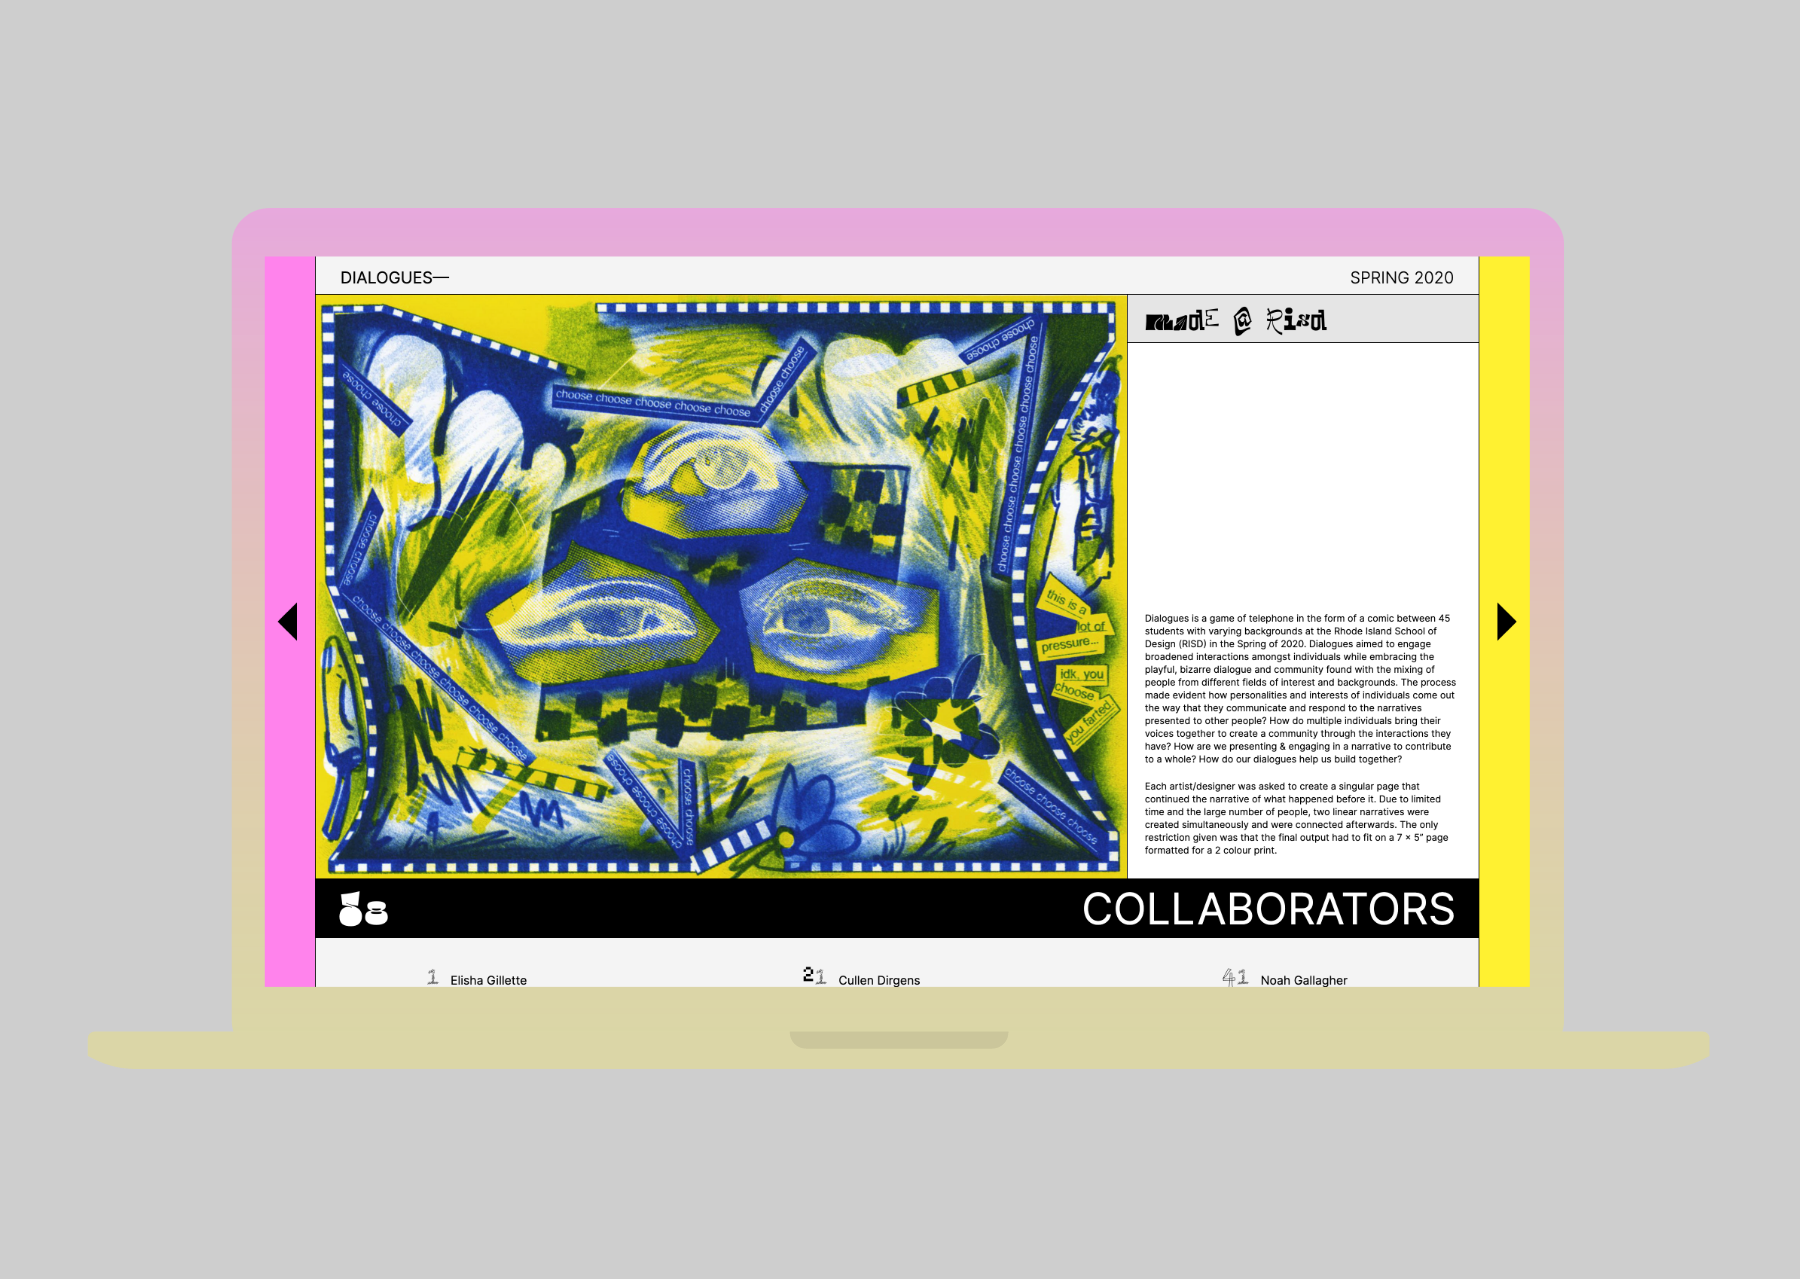 DIALOGUES—
SPRING 2020
madE @ Risd
choose choose
choose choose choose choose choose
choose choose
choose choose
choose choose choose choose choose choose
choose choose
choose choose choose choose choose choose
choose choose choose
choose choose
choose choose choose
this is a
lot of
pressure...
idk, you
choose
you farted
Dialogues is a game of telephone in the form of a comic between 45
students with varying backgrounds at the Rhode Island School of
Design (RISD) in the Spring of 2020. Dialogues aimed to engage
broadened interactions amongst individuals while embracing the
playful, bizarre dialogue and community found with the mixing of
people from different fields of interest and backgrounds. The process
made evident how personalities and interests of individuals come out
the way that they communicate and respond to the narratives
presented to other people? How do multiple individuals bring their
voices together to create a community through the interactions they
have? How are we presenting & engaging in a narrative to contribute
to a whole? How do our dialogues help us build together?
Each artist/designer was asked to create a singular page that
continued the narrative of what happened before it. Due to limited
time and the large number of people, two linear narratives were
created simultaneously and were connected afterwards. The only
restriction given was that the final output had to fit on a 7 × 5” page
formatted for a 2 colour print.
COLLABORATORS
1 Elisha Gillette
21 Cullen Dirgens
41 Noah Gallagher